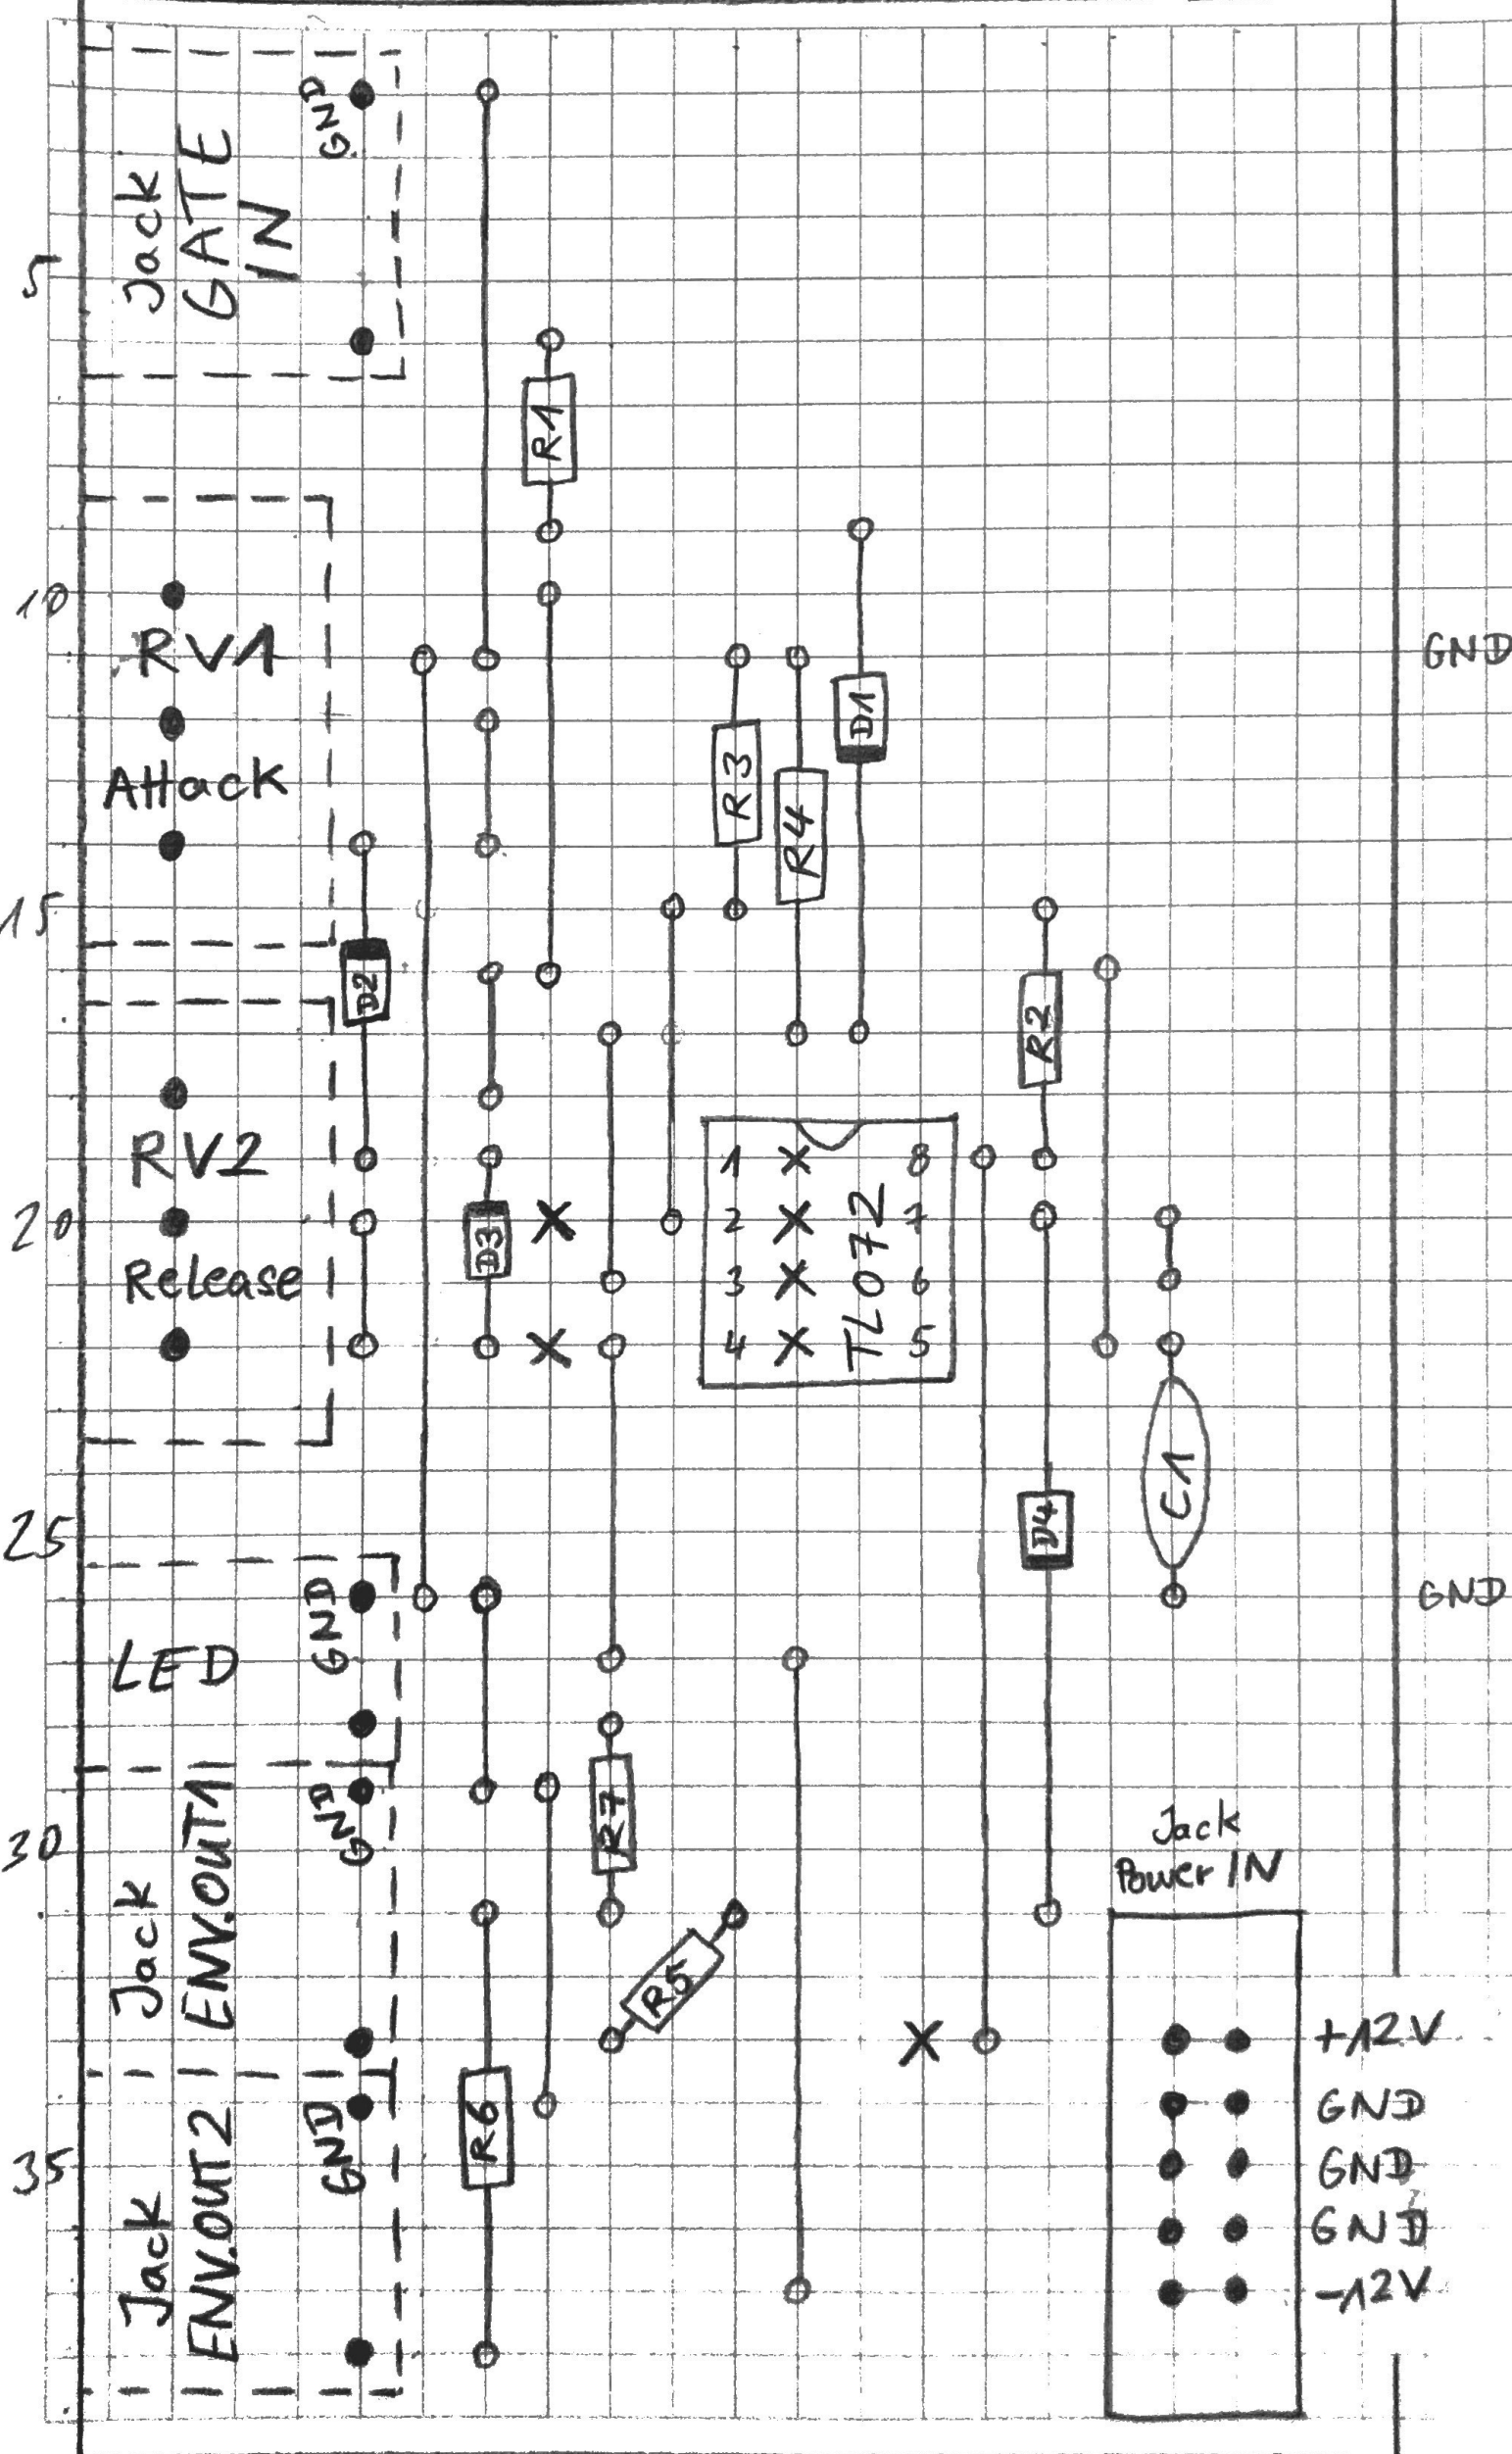 GND
Jack
GATE
IN
5
R1
10
RV1
GND
D1
Attack
R3
R4
15
D2
R2
RV2
1 8
20
2 7
D3
TL072
Release
3 6
4 5
C1
25
D4
GND
GND
LED
GND
R7
Jack
30
Power IN
Jack
ENV.OUT1
R5
+12V
GND
R6
GND
35
GND
Jack
ENV.OUT2
GND
-12V